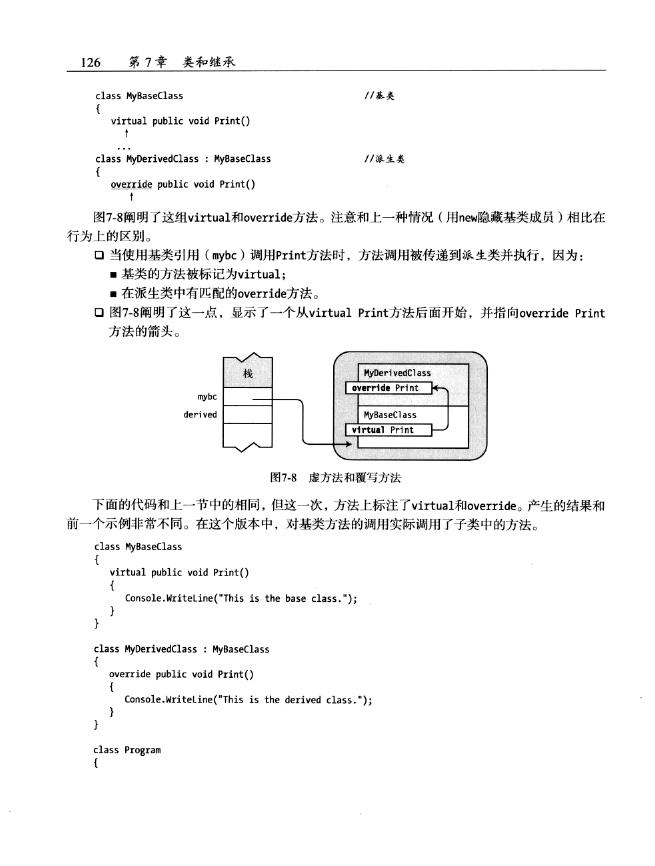 126 第7章 类和继承
class MyBaseClass //基类
{
virtual public void Print()
↑
...
class MyDerivedClass : MyBaseClass //派生类
{
override public void Print()
↑
图7-8阐明了这组virtual和override方法。注意和上一种情况（用new隐藏基类成员）相比在
行为上的区别。
❑ 当使用基类引用（mybc）调用Print方法时，方法调用被传递到派生类并执行，因为：
■ 基类的方法被标记为virtual；
■ 在派生类中有匹配的override方法。
❑ 图7-8阐明了这一点，显示了一个从virtual Print方法后面开始，并指向override Print
方法的箭头。
栈
mybc
derived
MyDerivedClass
override Print
MyBaseClass
virtual Print
图7-8 虚方法和覆写方法
下面的代码和上一节中的相同，但这一次，方法上标注了virtual和override。产生的结果和
前一个示例非常不同。在这个版本中，对基类方法的调用实际调用了子类中的方法。
class MyBaseClass
{
virtual public void Print()
{
Console.WriteLine("This is the base class.");
}
}
class MyDerivedClass : MyBaseClass
{
override public void Print()
{
Console.WriteLine("This is the derived class.");
}
}
class Program
{